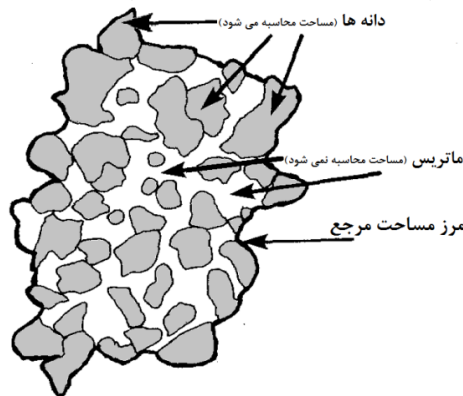 دانه ها (مساحت محاسبه می شود)
ماتریس (مساحت محاسبه نمی شود)
مرز مساحت مرجع